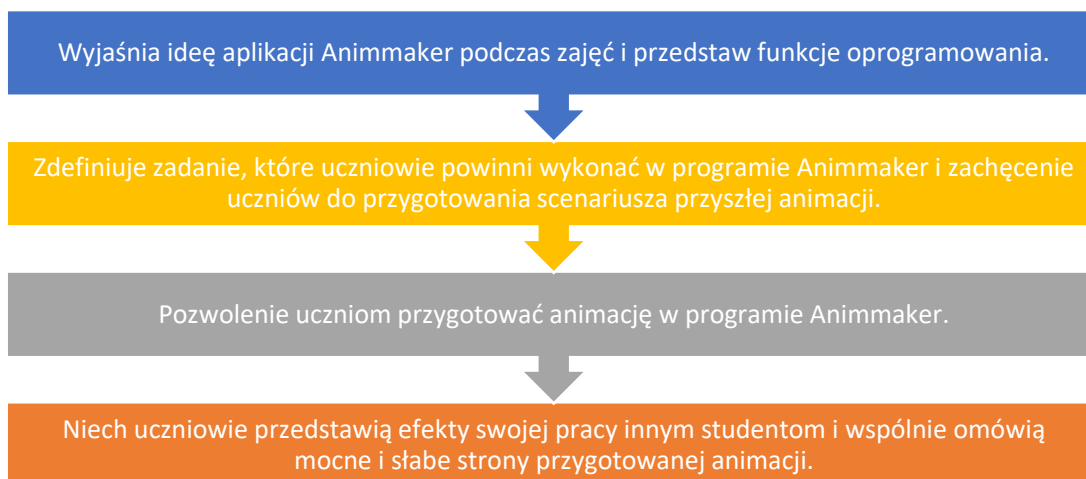 Wyjaśnia ideę aplikacji Animmaker podczas zajęć i przedstaw funkcje oprogramowania.
Zdefiniuje zadanie, które uczniowie powinni wykonać w programie Animmaker i zachęcenie
uczniów do przygotowania scenariusza przyszłej animacji.
Pozwolenie uczniom przygotować animację w programie Animmaker.
Niech uczniowie przedstawią efekty swojej pracy innym studentom i wspólnie omówią
mocne i słabe strony przygotowanej animacji.